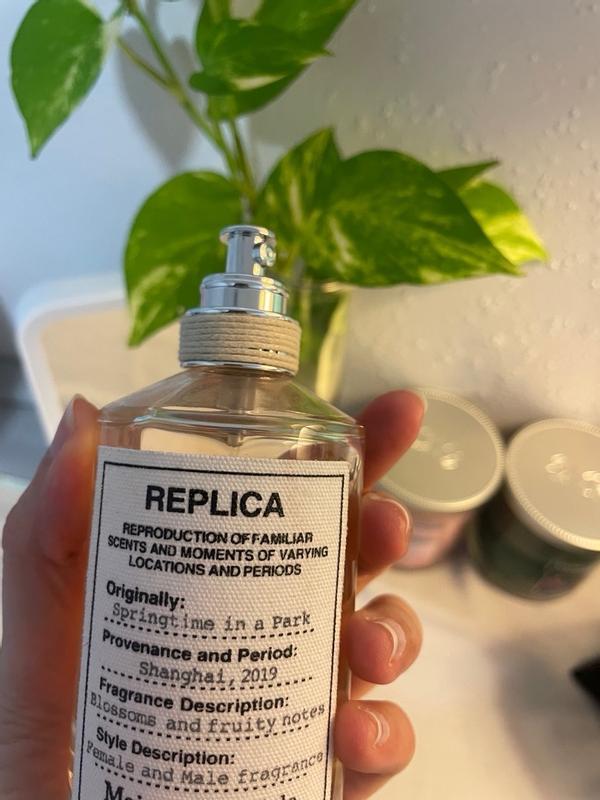 REPLICA
REPRODUCTION OF FAMILIAR
SCENTS AND MOMENTS OF VARYING
LOCATIONS AND PERIODS
Originally:
Springtime in a Park
Provenance and Period:
Shanghai, 2019
Fragrance Description:
Blossoms and fruity notes
Style Description:
Female and Male fragrance